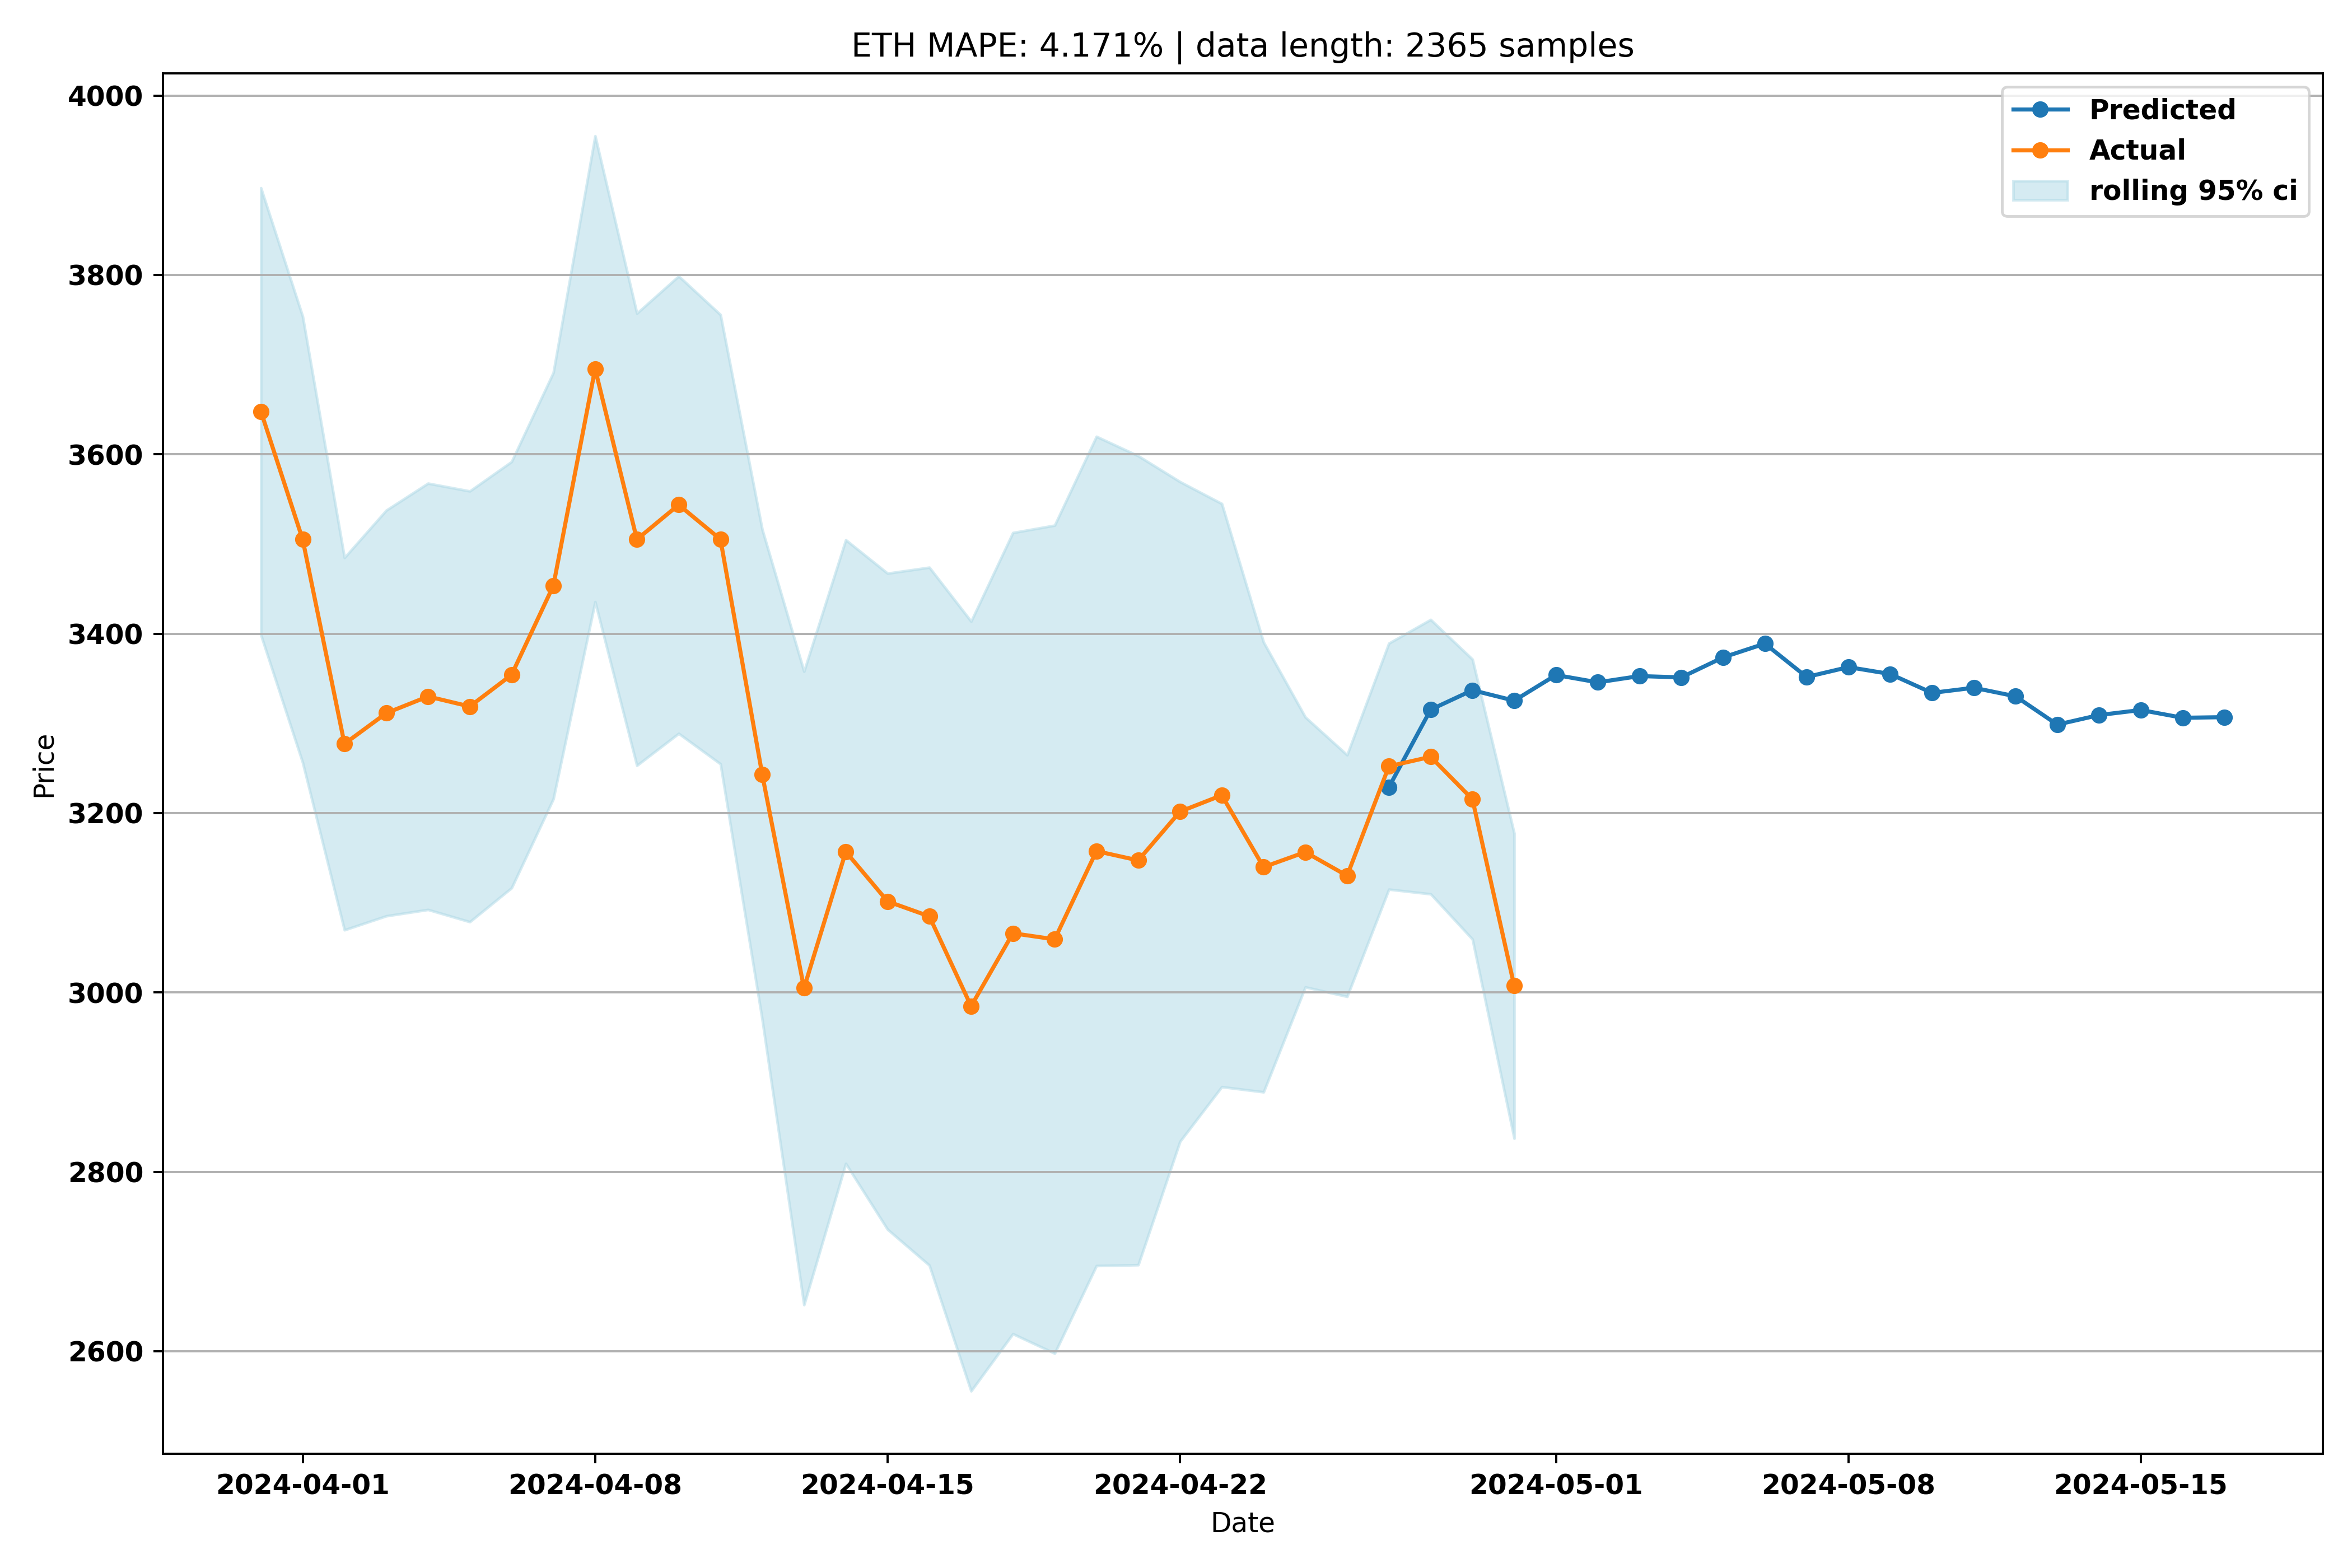 ETH MAPE: 4.171% | data length: 2365 samples
Predicted
Actual
rolling 95% ci
4000
3800
3600
3400
3200
3000
2800
2600
Price
2024-04-01 2024-04-08 2024-04-15 2024-04-22 2024-05-01 2024-05-08 2024-05-15
Date